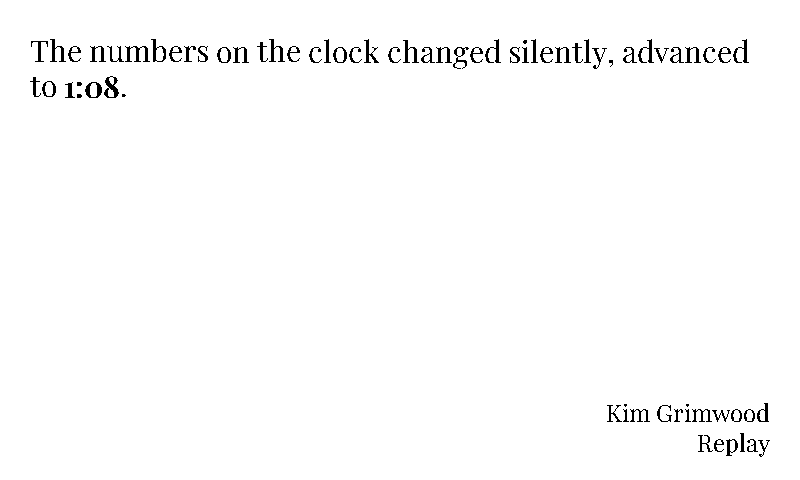 The numbers on the clock changed silently, advanced
to 1:08.
Kim Grimwood
Replay